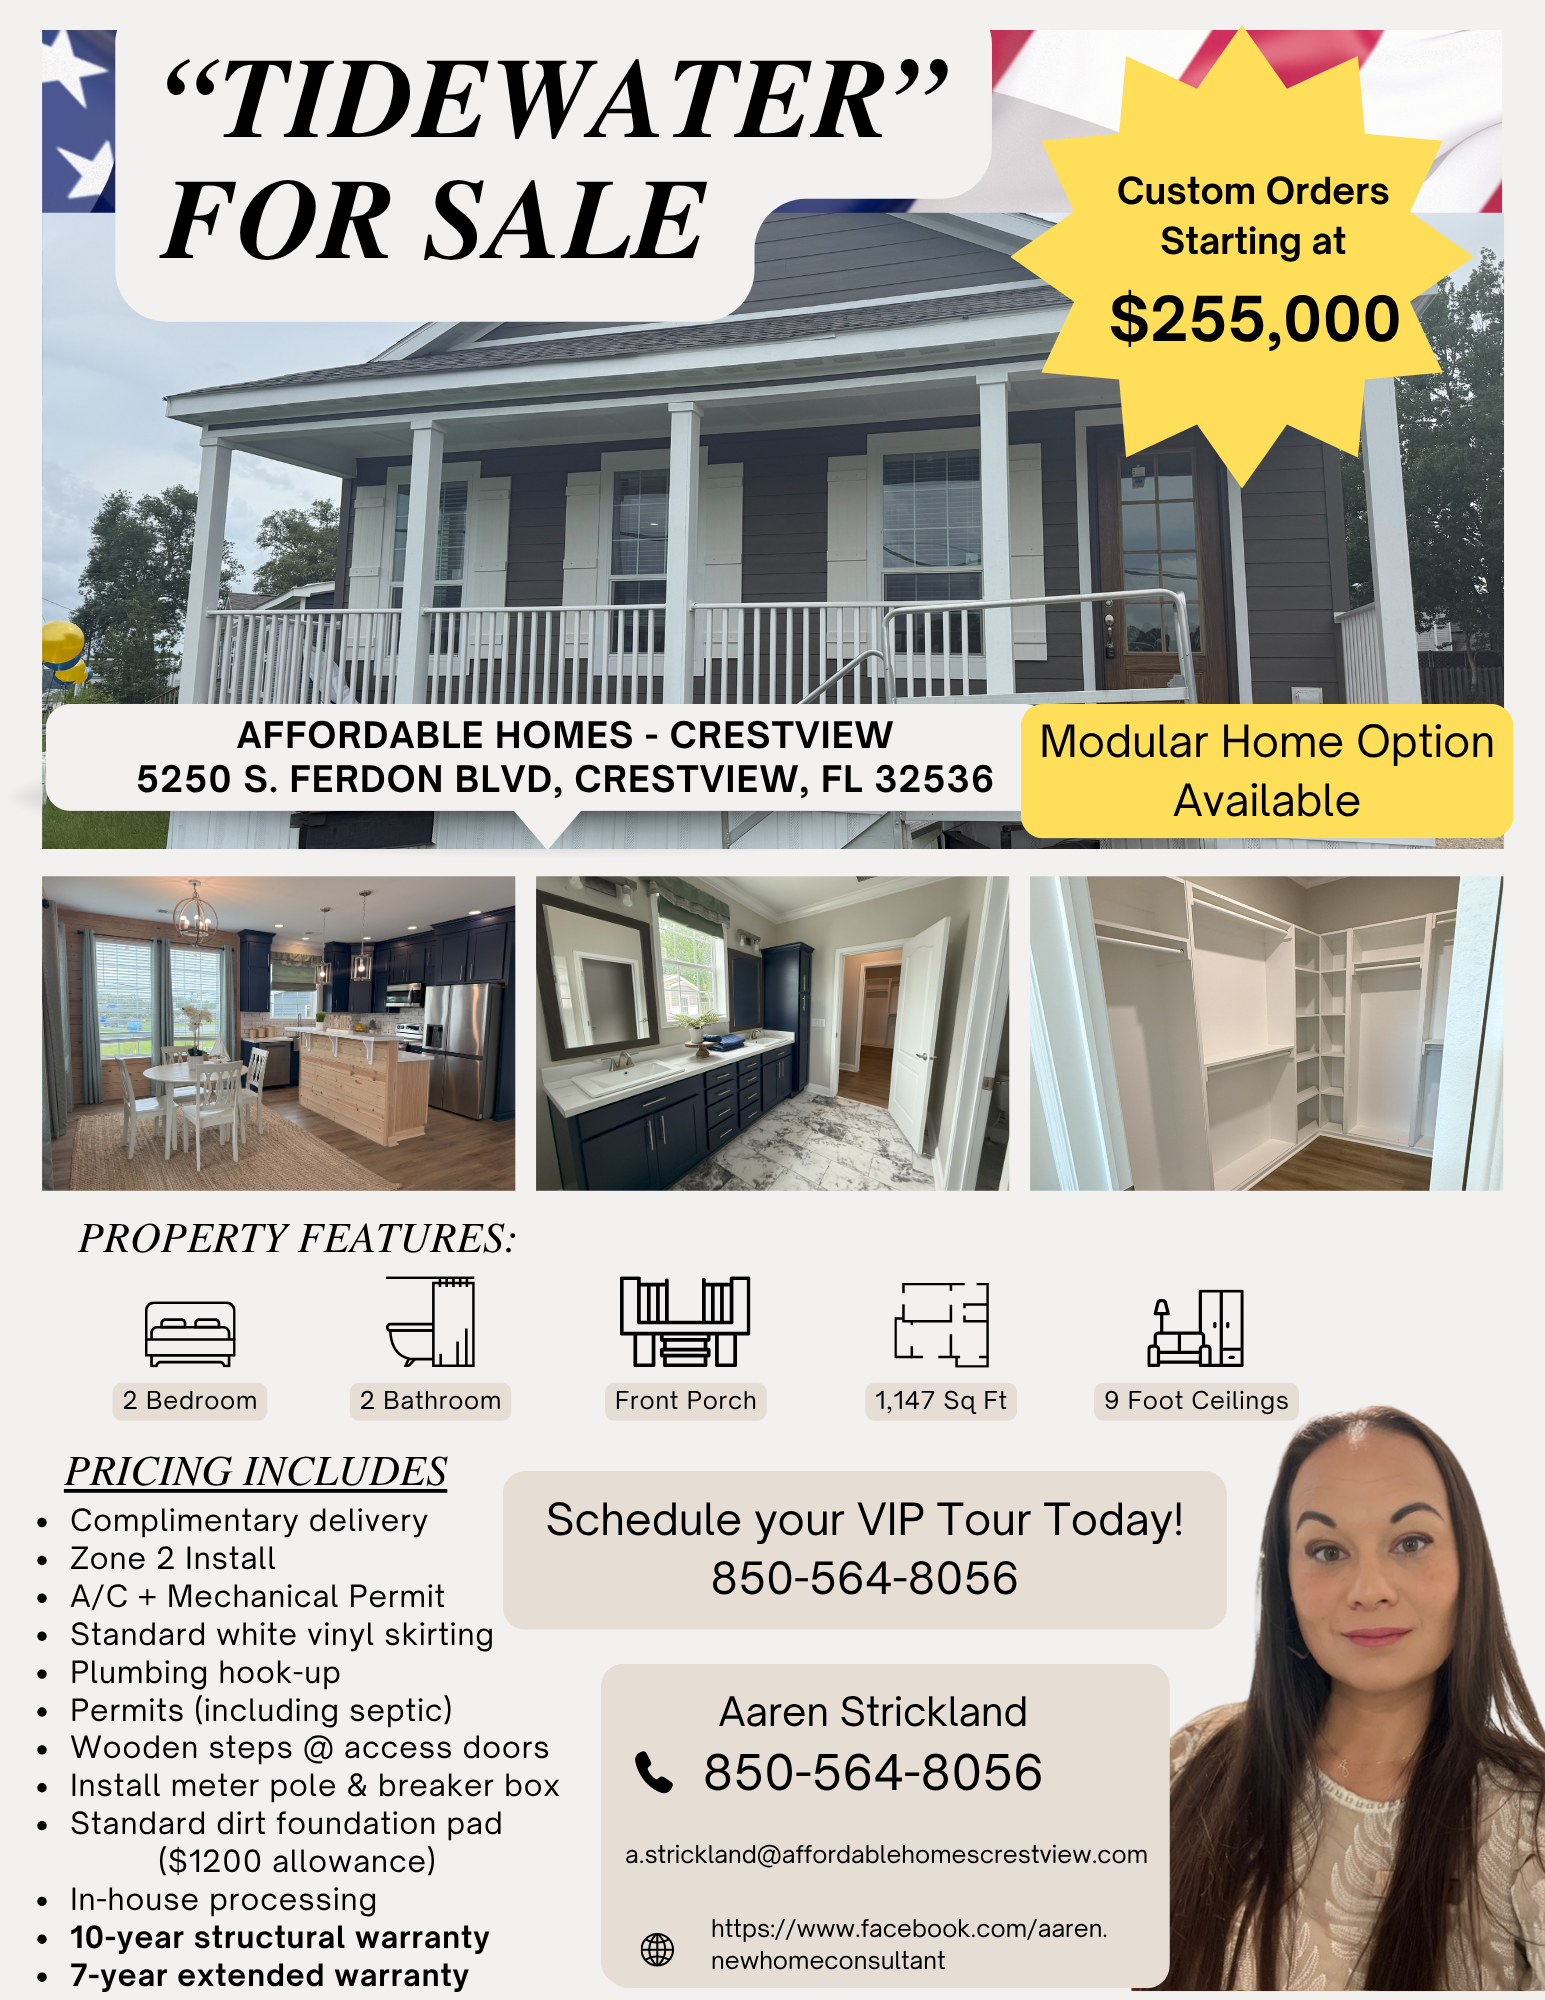 “TIDEWATER”
FOR SALE
Custom Orders
Starting at
$255,000
AFFORDABLE HOMES - CRESTVIEW
5250 S. FERDON BLVD, CRESTVIEW, FL 32536
Modular Home Option
Available
PROPERTY FEATURES:
2 Bedroom
2 Bathroom
Front Porch
1,147 Sq Ft
9 Foot Ceilings
PRICING INCLUDES
• Complimentary delivery
• Zone 2 Install
• A/C + Mechanical Permit
• Standard white vinyl skirting
• Plumbing hook-up
• Permits (including septic)
• Wooden steps @ access doors
• Install meter pole & breaker box
• Standard dirt foundation pad
($1200 allowance)
• In-house processing
• 10-year structural warranty
• 7-year extended warranty
Schedule your VIP Tour Today!
850-564-8056
Aaren Strickland
850-564-8056
a.strickland@affordablehomescrestview.com
https://www.facebook.com/aaren.
newhomeconsultant